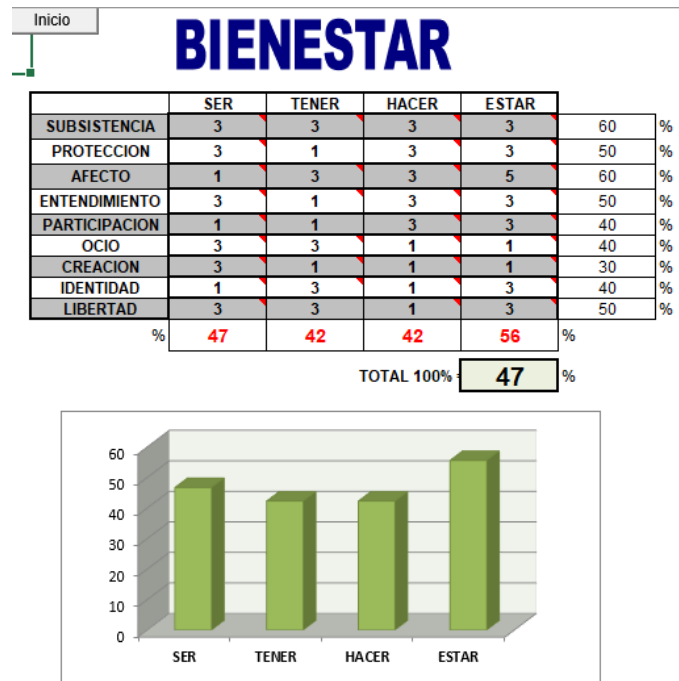 Inicio
BIENESTAR
SER TENER HACER ESTAR
SUBSISTENCIA 3 3 3 3 60 %
PROTECCION 3 1 3 3 50 %
AFECTO 1 3 3 5 60 %
ENTENDIMIENTO 3 1 3 3 50 %
PARTICIPACION 1 1 3 3 40 %
OCIO 3 3 1 1 40 %
CREACION 3 1 1 1 30 %
IDENTIDAD 1 3 1 3 40 %
LIBERTAD 3 3 1 3 50 %
% 47 42 42 56 %
TOTAL 100% = 47 %
60
50
40
30
20
10
0
SER TENER HACER ESTAR